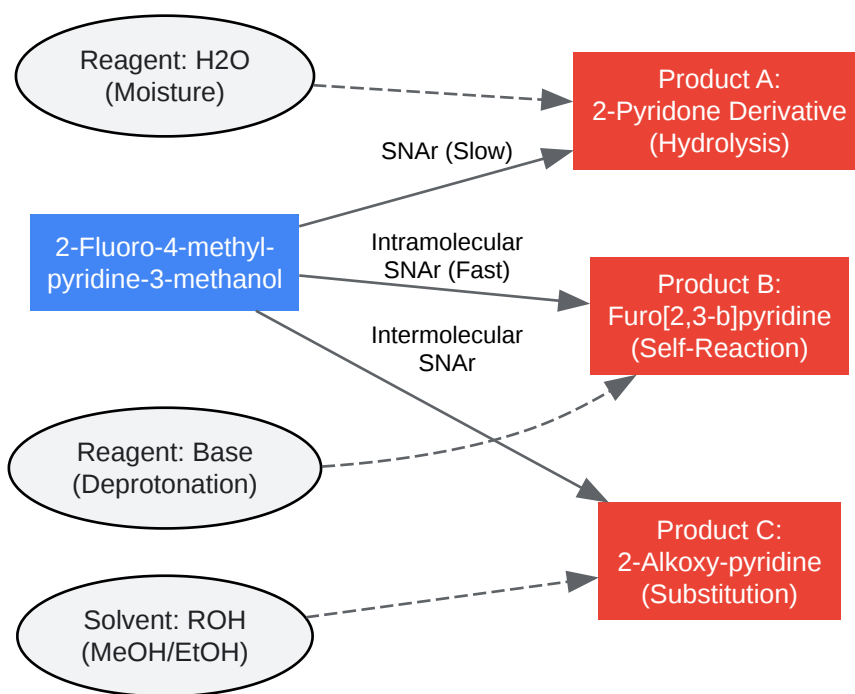 Reagent: H2O
(Moisture)
Product A:
2-Pyridone Derivative
(Hydrolysis)
SNAr (Slow)
2-Fluoro-4-methyl-
pyridine-3-methanol
Intramolecular
SNAr (Fast)
Product B:
Furo[2,3-b]pyridine
(Self-Reaction)
Intermolecular
SNAr
Reagent: Base
(Deprotonation)
Product C:
2-Alkoxy-pyridine
(Substitution)
Solvent: ROH
(MeOH/EtOH)